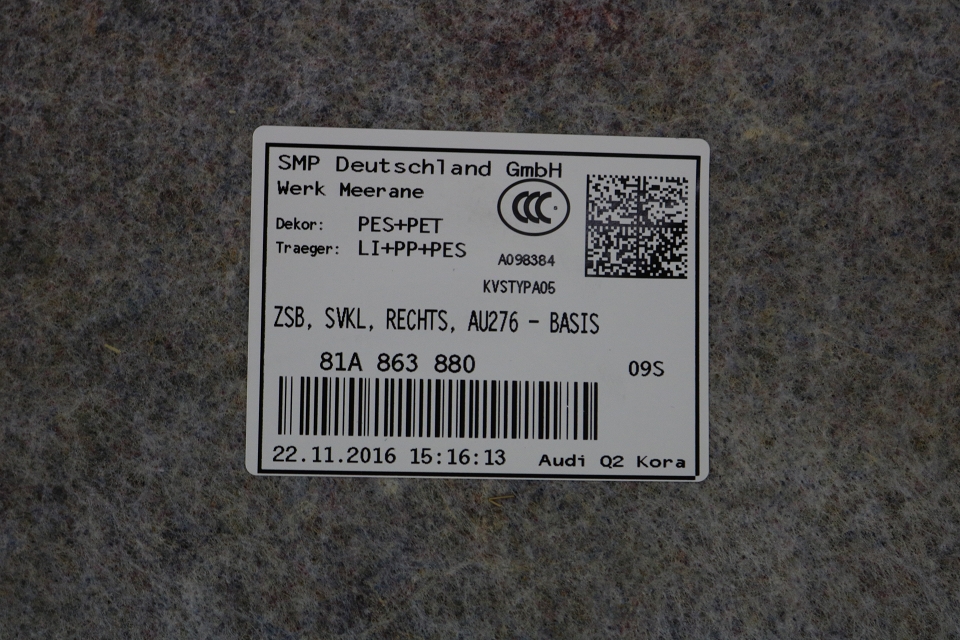 SMP Deutschland GmbH
Werk Meerane
CCC
Dekor: PES+PET
Traeger: LI+PP+PES
A098384
KVSTYPA05
ZSB, SVKL, RECHTS, AU276 - BASIS
81A 863 880
09S
22.11.2016 15:16:13 Audi Q2 Kora